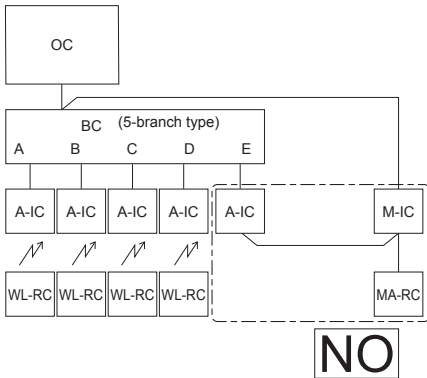 OC
BC (5-branch type)
A B C D E
A-IC A-IC A-IC A-IC A-IC M-IC
WL-RC WL-RC WL-RC WL-RC MA-RC
NO